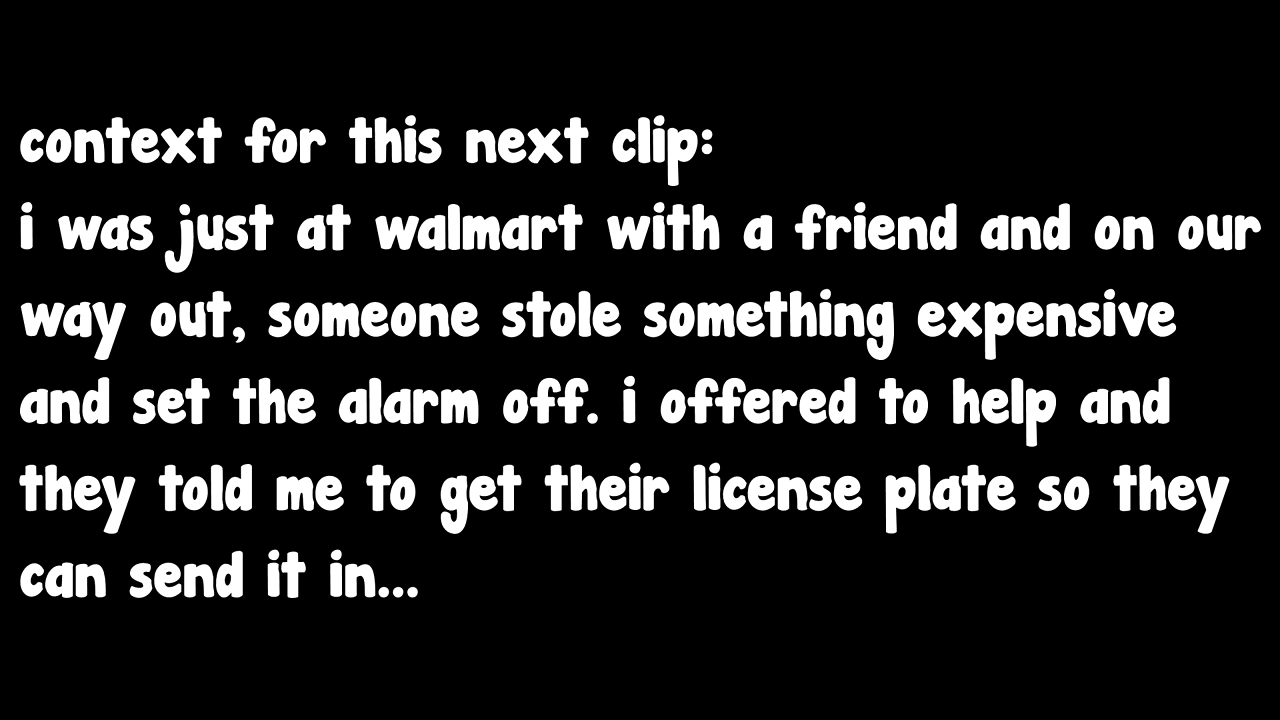 context for this next clip:
i was just at walmart with a friend and on our
way out, someone stole something expensive
and set the alarm off. i offered to help and
they told me to get their license plate so they
can send it in...